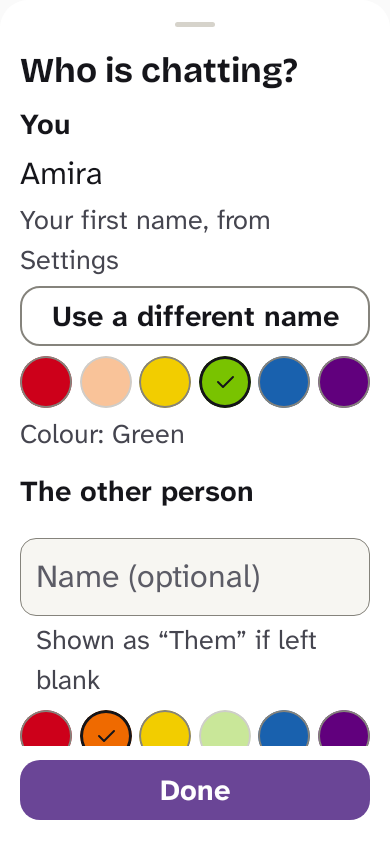 Who is chatting?
You
Amira
Your first name, from
Settings
Use a different name
Colour: Green
The other person
Name (optional)
Shown as “Them” if left
blank
Done